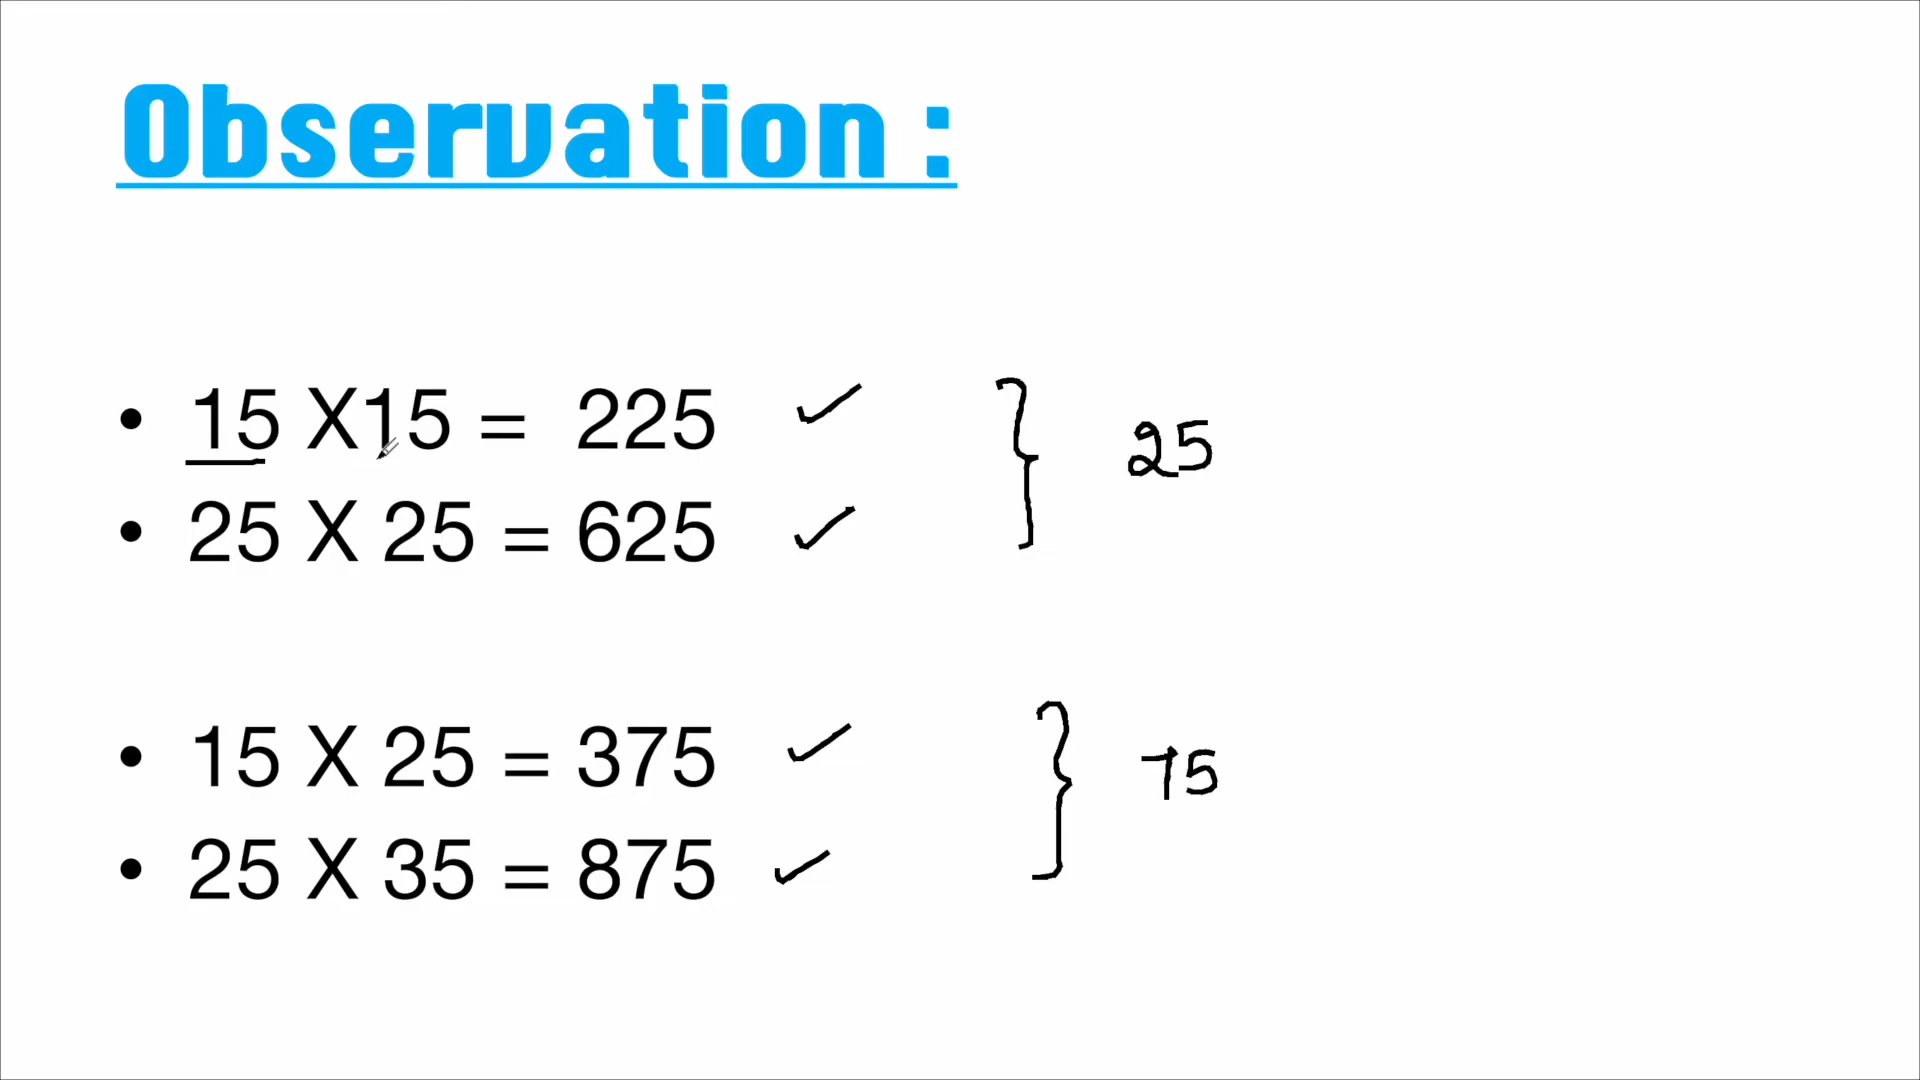 Observation :
• 15 X15 = 225 ✓
25
• 25 X 25 = 625 ✓
• 15 X 25 = 375 ✓
75
• 25 X 35 = 875 ✓